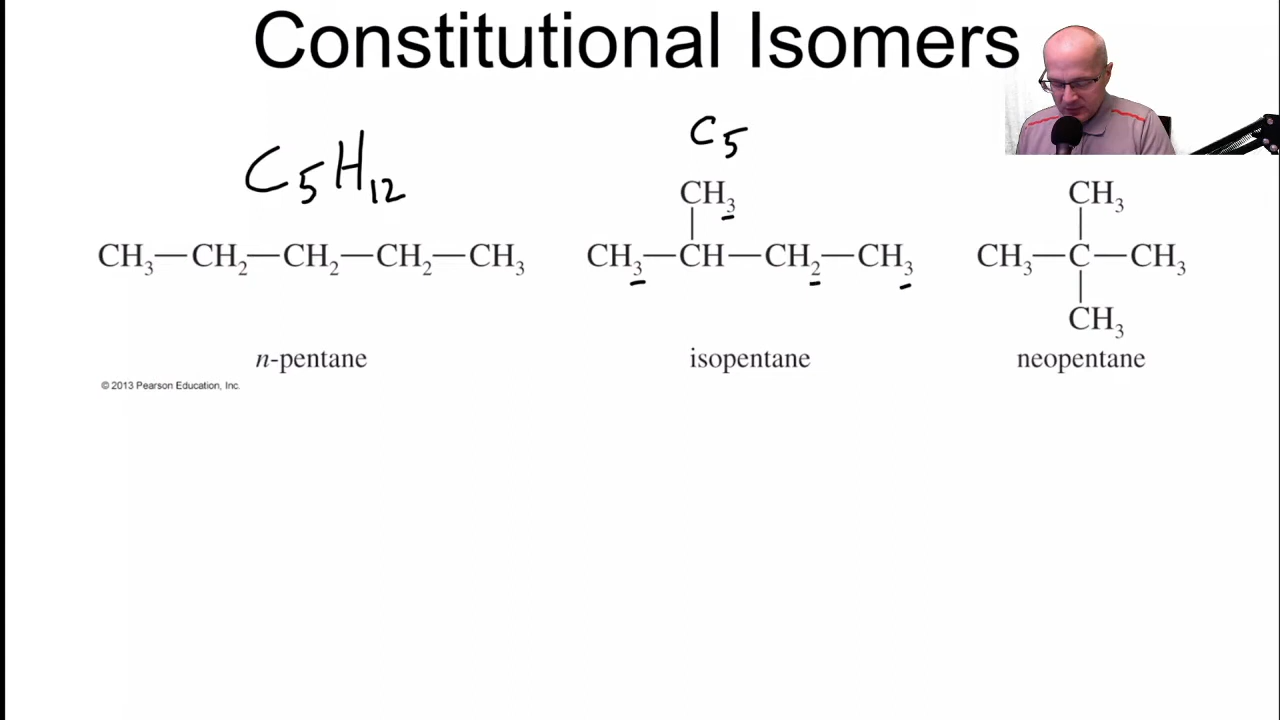 Constitutional Isomers
C₅H₁₂
C₅
CH₃
CH₃—CH₂—CH₂—CH₂—CH₃
CH₃—CH—CH₂—CH₃
CH₃
CH₃—C—CH₃
CH₃
n-pentane
isopentane
neopentane
© 2013 Pearson Education, Inc.